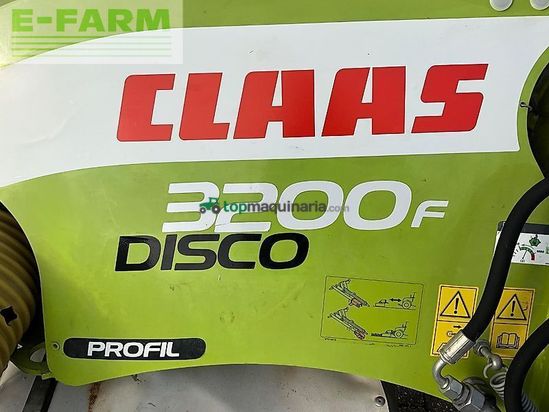 E-FARM
CLAAS
3200F
topmaquinaria.com
DISCO
PROFIL